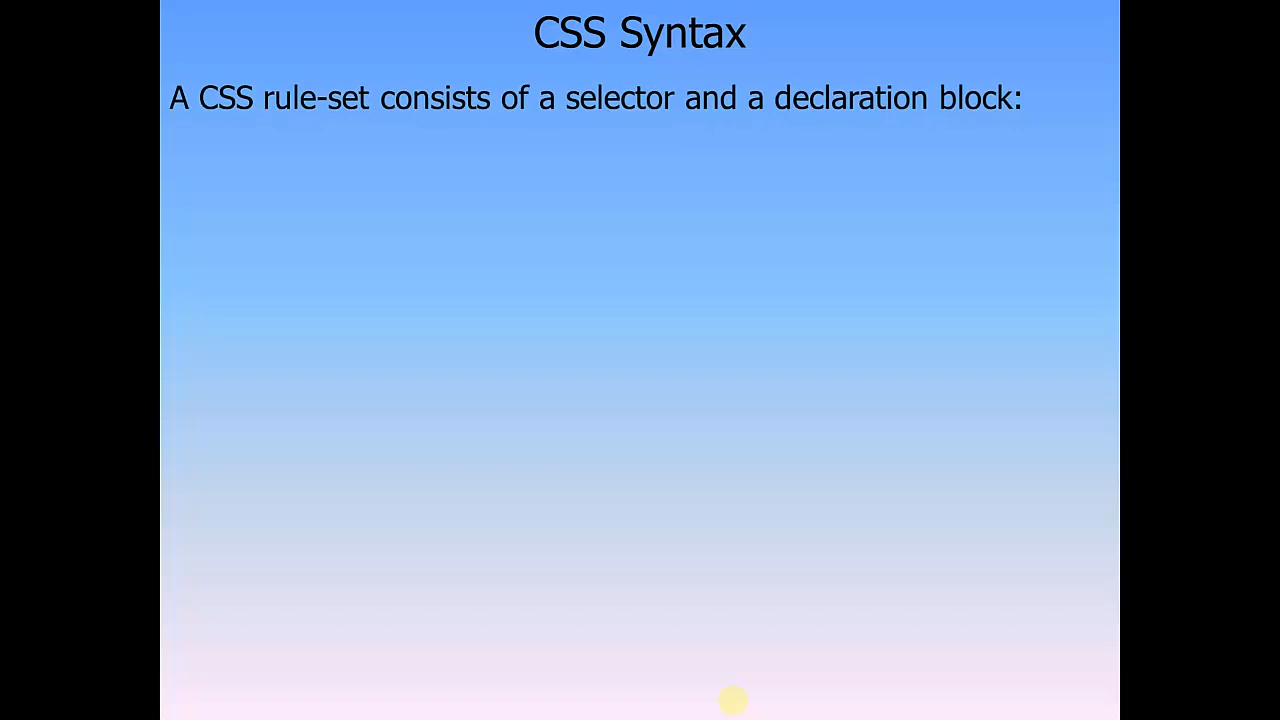 CSS Syntax
A CSS rule-set consists of a selector and a declaration block: